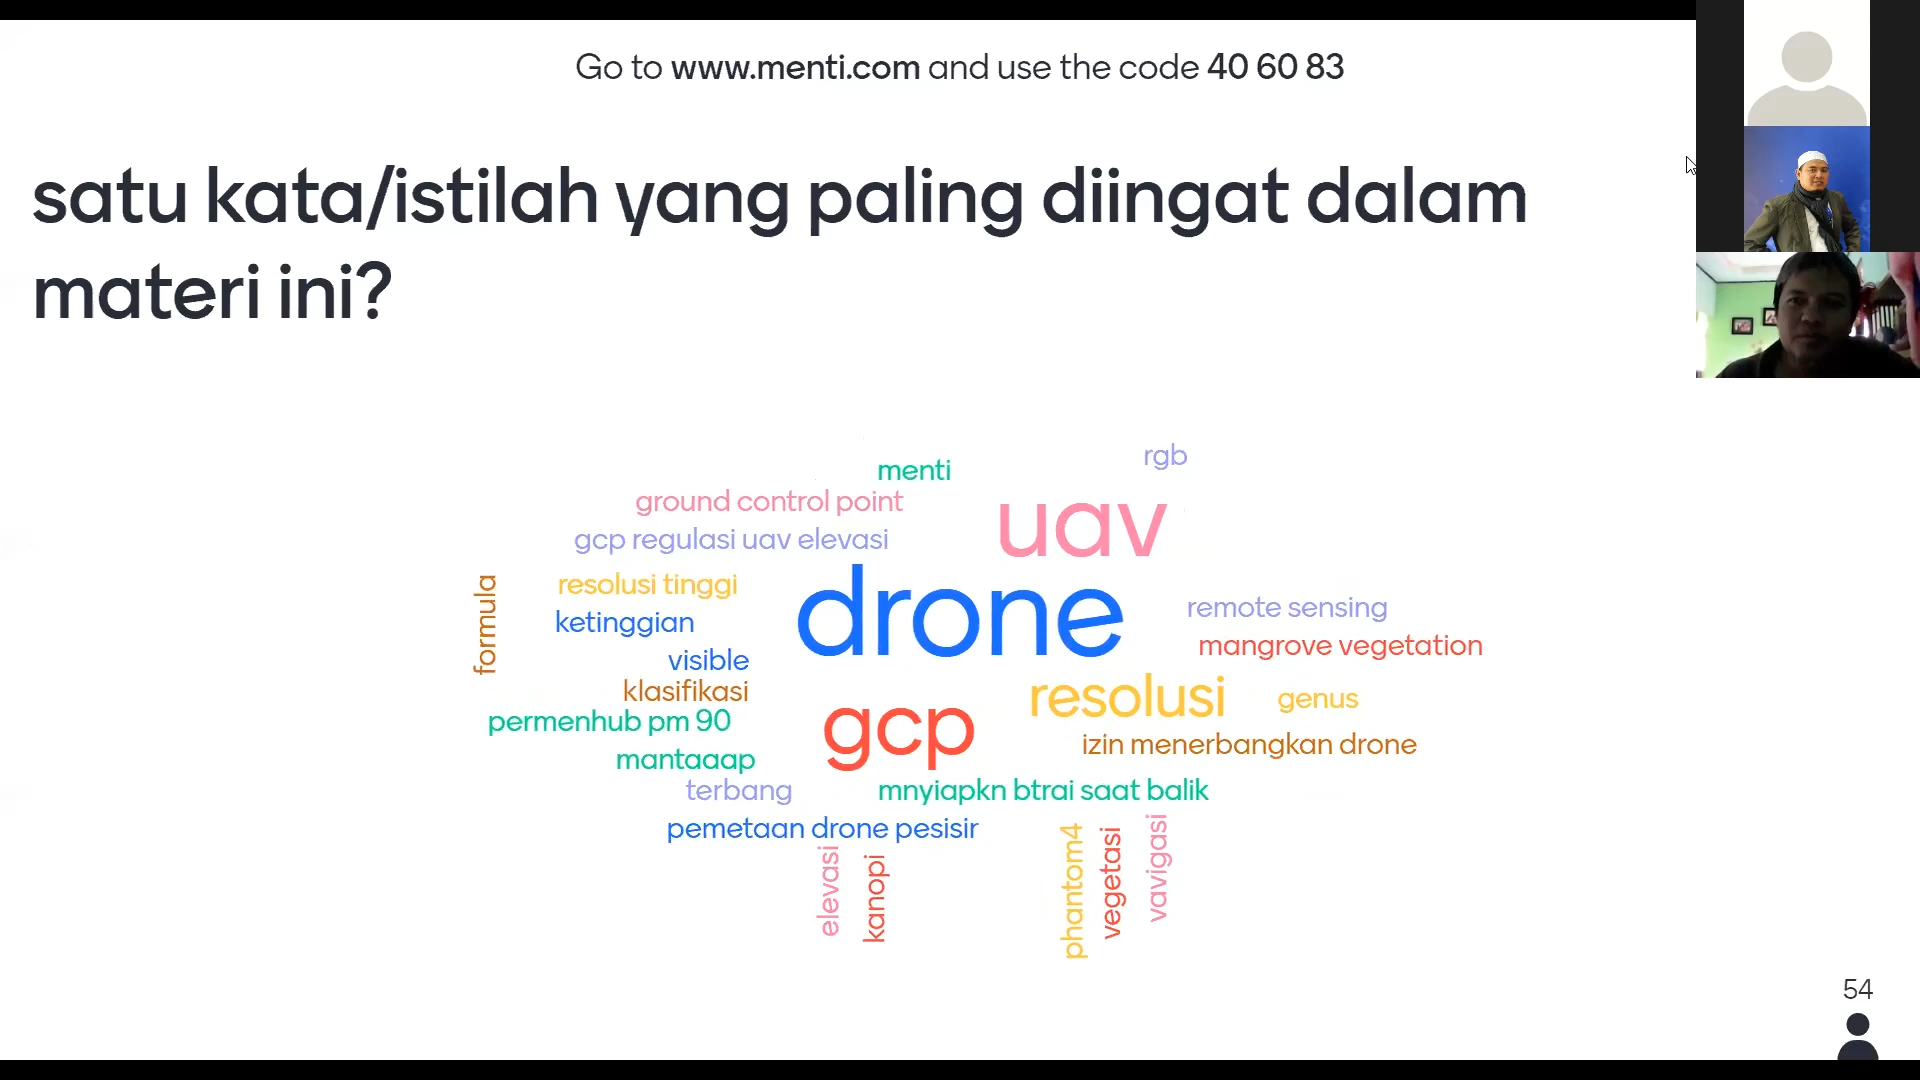 Go to www.menti.com and use the code 40 60 83
satu kata/istilah yang paling diingat dalam
materi ini?
rgb
menti
ground control point
uav
gcp regulasi uav elevasi
formula
resolusi tinggi
drone
remote sensing
ketinggian
mangrove vegetation
visible
klasifikasi
resolusi
genus
permenhub pm 90
gcp
izin menerbangkan drone
mantaaap
terbang
mnyiapkn btrai saat balik
pemetaan drone pesisir
elevasi
kanopi
phantom4
vegetasi
vavigasi
54